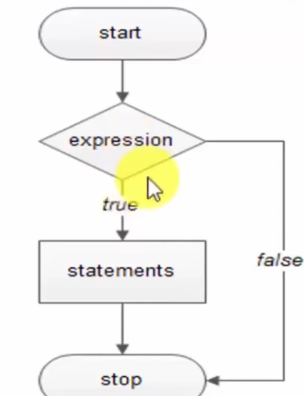 start
expression
true
false
statements
stop